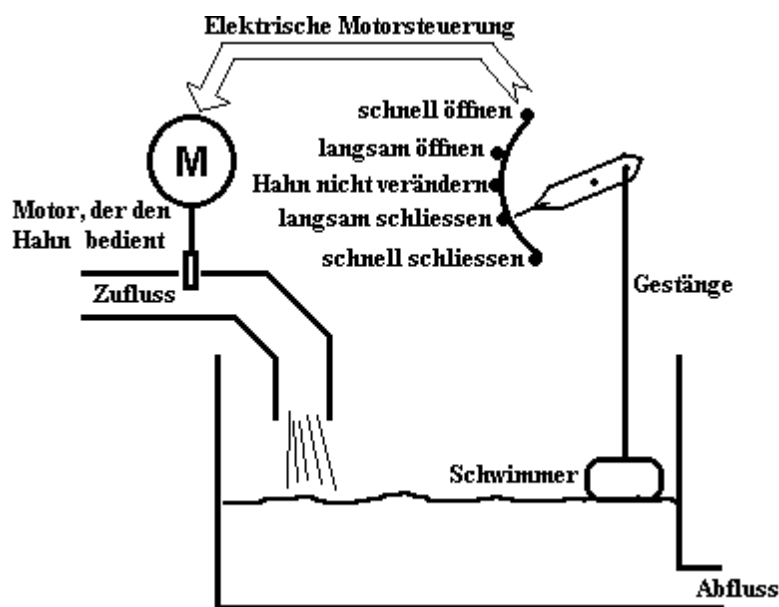 Elektrische Motorsteuerung
schnell öffnen
M
langsam öffnen
Hahn nicht verändern
Motor, der den
Hahn bedient
langsam schliessen
schnell schliessen
Zufluss
Gestänge
Schwimmer
Abfluss